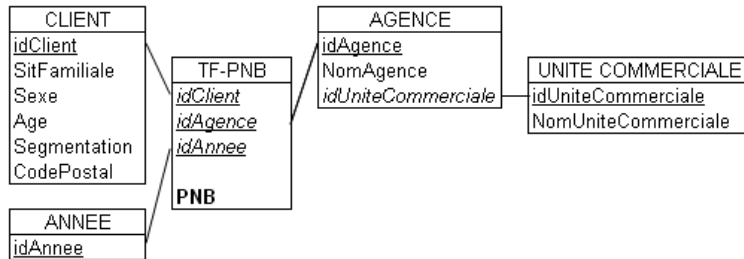 CLIENT
idClient
SitFamiliale
Sexe
Age
Segmentation
CodePostal
ANNEE
idAnnee
TF-PNB
idClient
idAgence
idAnnee
PNB
AGENCE
idAgence
NomAgence
idUniteCommerciale
UNITE COMMERCIALE
idUniteCommerciale
NomUniteCommerciale